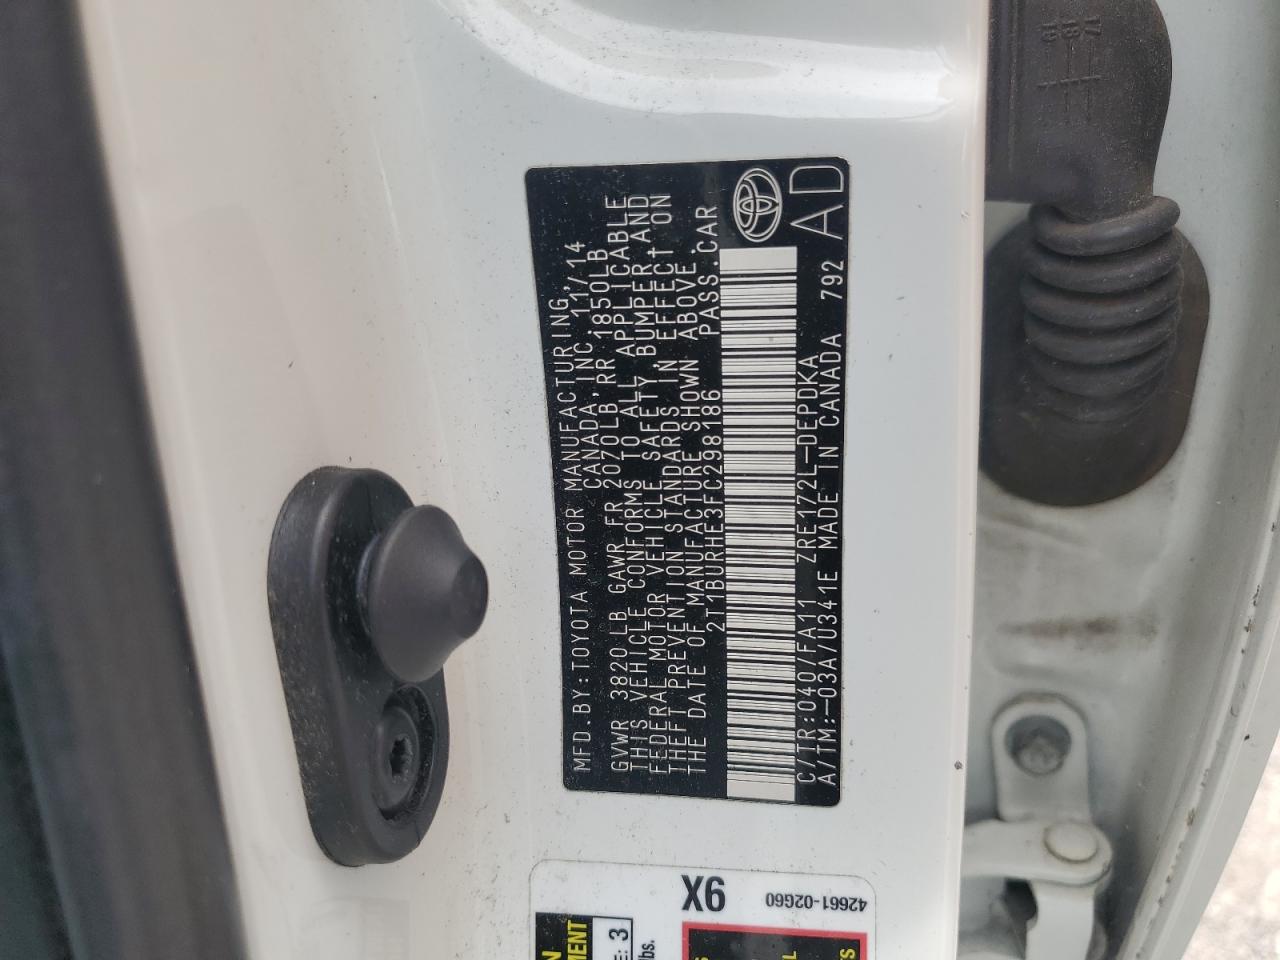 MFD.BY:TOYOTA MOTOR MANUFACTURING
CANADA,INC. 11/14
GVWR 3820LB GAWR FR 2070LB,RR 1850LB
THIS VEHICLE CONFORMS TO ALL APPLICABLE
FEDERAL MOTOR VEHICLE SAFETY, BUMPER, AND
THEFT PREVENTION STANDARDS IN EFFECT ON
THE DATE OF MANUFACTURE SHOWN ABOVE.
2T1BURHE3FC298186 PASS.CAR
C/TR:040/FA11 ZRE172L-DEPDKA
A/TM:-03A/U341E MADE IN CANADA 792
AD
9X
42661-02G60
3
lbs.